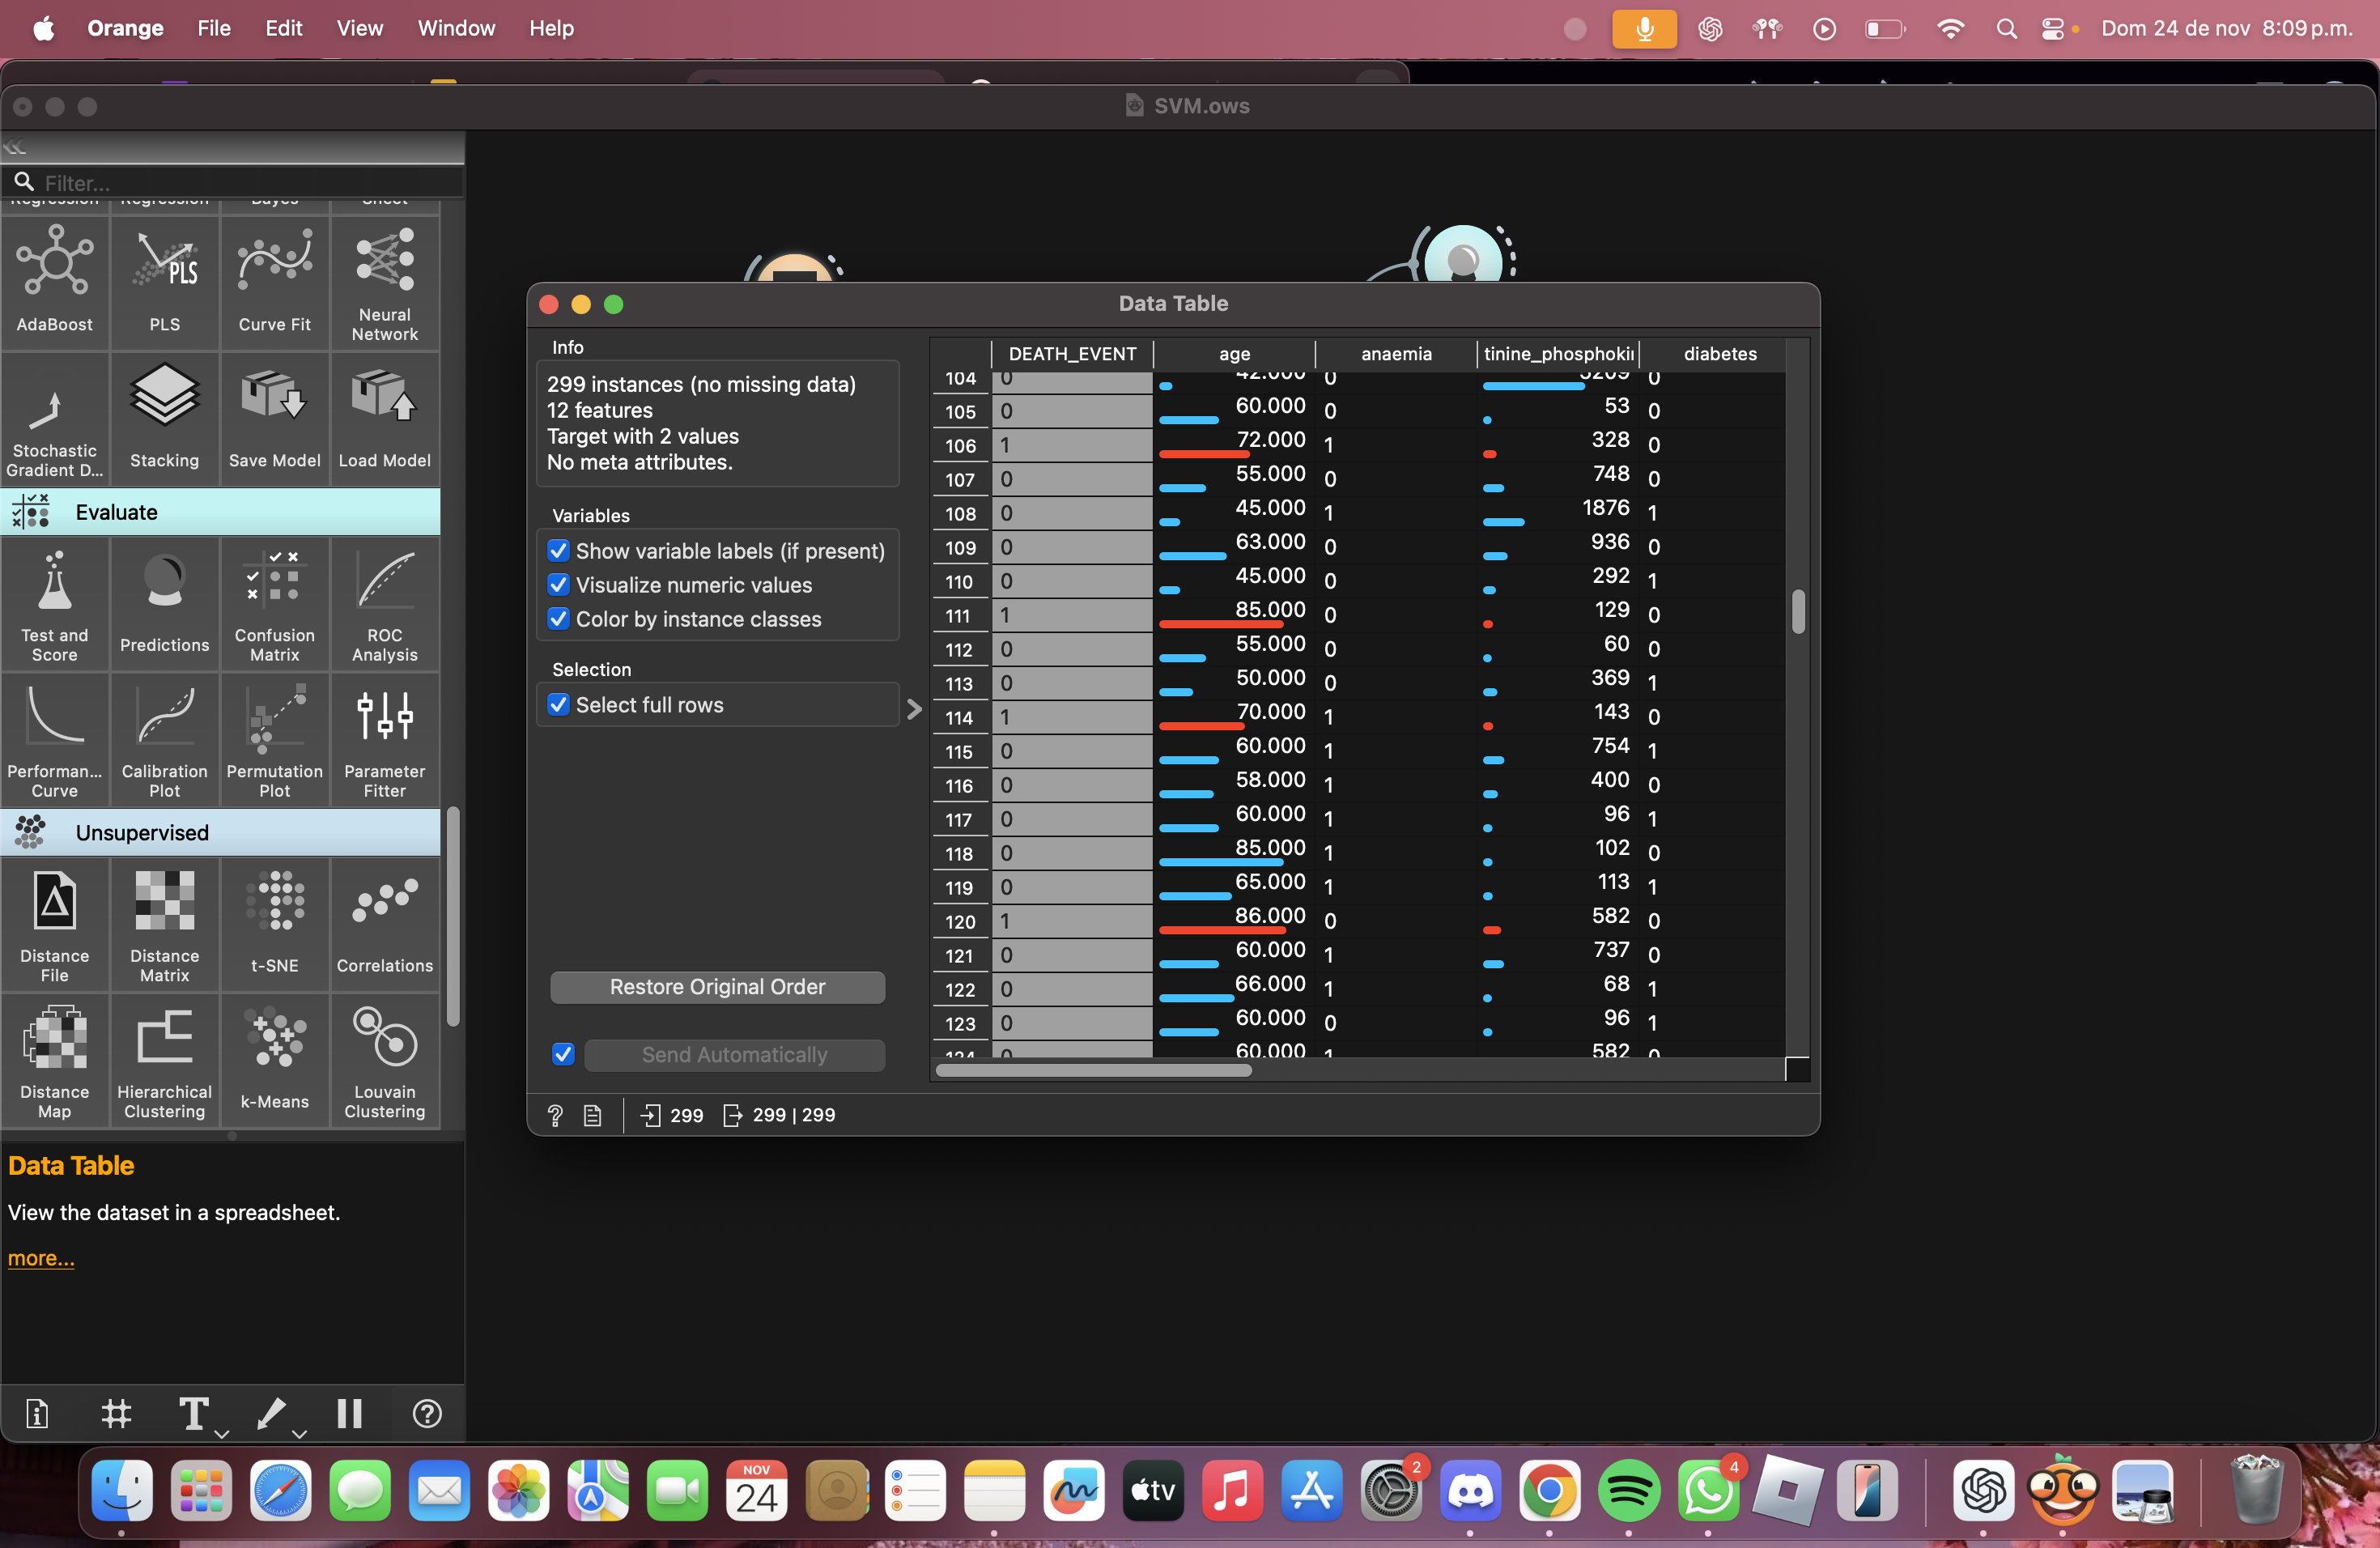 Orange File Edit View Window Help Dom 24 de nov 8:09 p.m.
SVM.ows
Filter...
Regression Regression Bayes Sheet
AdaBoost PLS Curve Fit Neural Network
PLS
Stochastic Gradient D... Stacking Save Model Load Model
Evaluate
Test and Score Predictions Confusion Matrix ROC Analysis
Performan... Curve Calibration Plot Permutation Plot Parameter Fitter
Unsupervised
Distance File Distance Matrix t-SNE Correlations
Distance Map Hierarchical Clustering k-Means Louvain Clustering
Data Table
View the dataset in a spreadsheet.
more...
Data Table
Info
299 instances (no missing data)
12 features
Target with 2 values
No meta attributes.
Variables
Show variable labels (if present)
Visualize numeric values
Color by instance classes
Selection
Select full rows
Restore Original Order
Send Automatically
299 299 | 299
DEATH_EVENT age anaemia tinine_phosphokin diabetes
104 0 42.000 0 5209 0
105 0 60.000 0 53 0
106 1 72.000 1 328 0
107 0 55.000 0 748 0
108 0 45.000 1 1876 1
109 0 63.000 0 936 0
110 0 45.000 0 292 1
111 1 85.000 0 129 0
112 0 55.000 0 60 0
113 0 50.000 0 369 1
114 1 70.000 1 143 0
115 0 60.000 1 754 1
116 0 58.000 1 400 0
117 0 60.000 1 96 1
118 0 85.000 1 102 0
119 0 65.000 1 113 1
120 1 86.000 0 582 0
121 0 60.000 1 737 0
122 0 66.000 1 68 1
123 0 60.000 0 96 1
124 0 60.000 1 582 0
NOV
24
tv
2
4